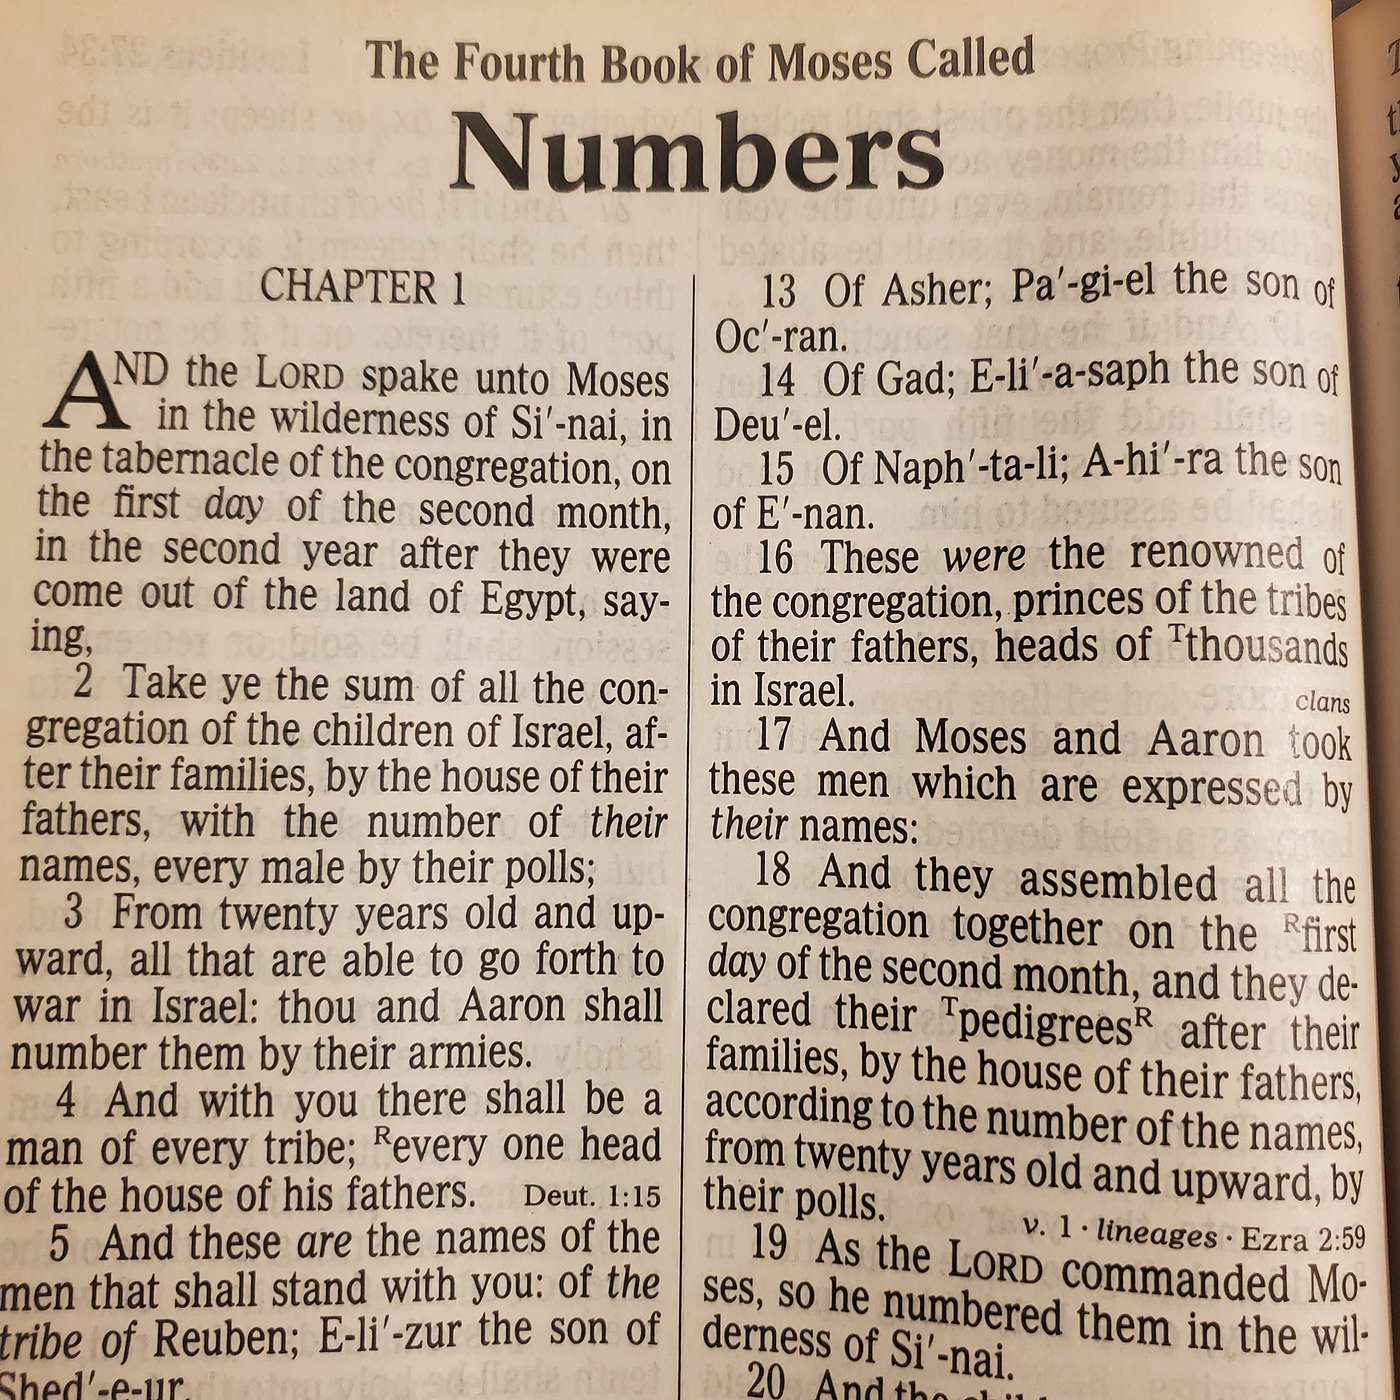 The Fourth Book of Moses Called
Numbers
CHAPTER 1
AND the LORD spake unto Moses
in the wilderness of Si′-nai, in
the tabernacle of the congregation, on
the first day of the second month,
in the second year after they were
come out of the land of Egypt, say-
ing,
2 Take ye the sum of all the con-
gregation of the children of Israel, af-
ter their families, by the house of their
fathers, with the number of their
names, every male by their polls;
3 From twenty years old and up-
ward, all that are able to go forth to
war in Israel: thou and Aaron shall
number them by their armies.
4 And with you there shall be a
man of every tribe; ᴿevery one head
of the house of his fathers. Deut. 1:15
5 And these are the names of the
men that shall stand with you: of the
tribe of Reuben; E-li′-zur the son of
Shed′-e-ur.
13 Of Asher; Pa′-gi-el the son of
Oc′-ran.
14 Of Gad; E-li′-a-saph the son of
Deu′-el.
15 Of Naph′-ta-li; A-hi′-ra the son
of E′-nan.
16 These were the renowned of
the congregation, princes of the tribes
of their fathers, heads of ᵀthousands
in Israel. clans
17 And Moses and Aaron took
these men which are expressed by
their names:
18 And they assembled all the
congregation together on the ᴿfirst
day of the second month, and they de-
clared their ᵀpedigreesᴿ after their
families, by the house of their fathers,
according to the number of the names,
from twenty years old and upward, by
their polls.
v. 1 · lineages · Ezra 2:59
19 As the LORD commanded Mo-
ses, so he numbered them in the wil-
derness of Si′-nai.
20 And the